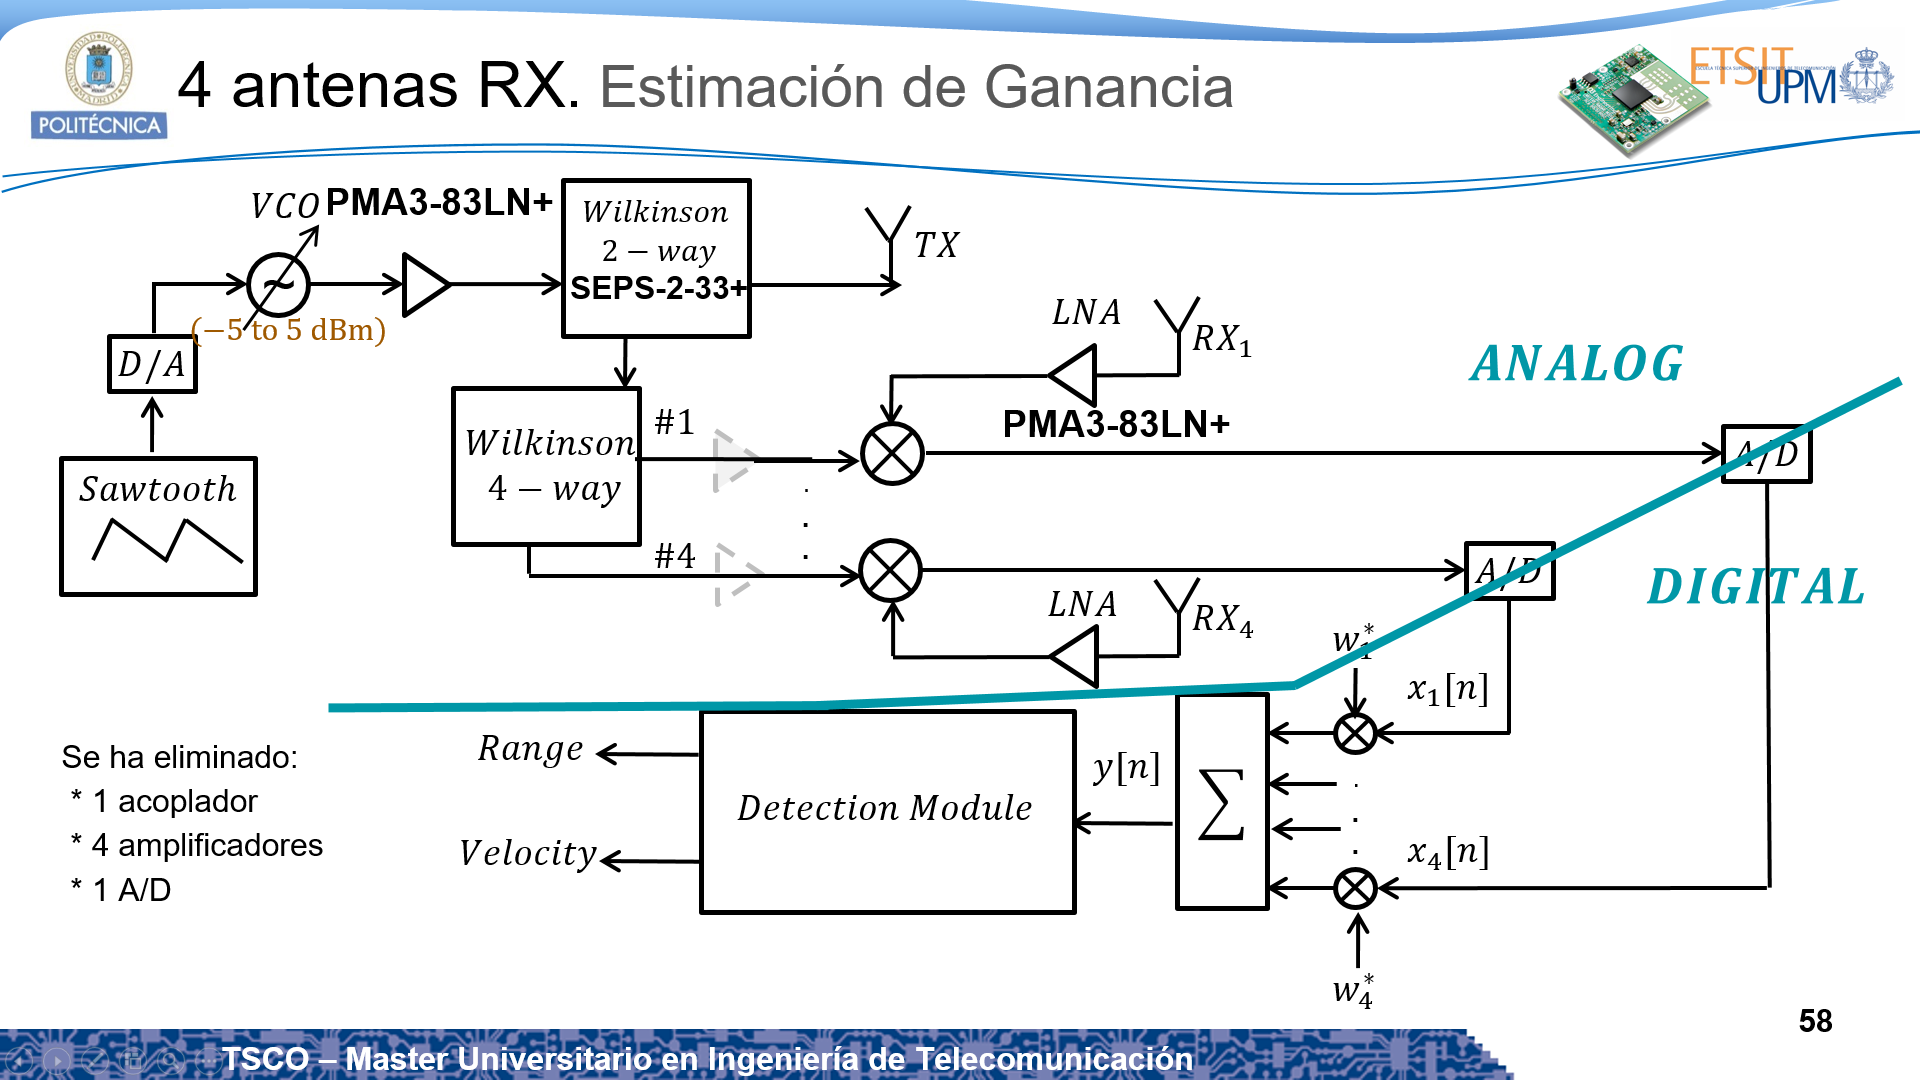 4 antenas RX. Estimación de Ganancia
POLITÉCNICA
ETSIT
UPM
VCO
PMA3-83LN+
Wilkinson
2 − way
SEPS-2-33+
TX
(−5 to 5 dBm)
D/A
LNA
RX₁
ANALOG
PMA3-83LN+
#1
Wilkinson
4 − way
Sawtooth
A/D
#4
A/D
DIGITAL
LNA
RX₄
w₁*
x₁[n]
Se ha eliminado:
* 1 acoplador
* 4 amplificadores
* 1 A/D
Range
Velocity
Detection Module
y[n]
∑
x₄[n]
w₄*
58
TSCO – Master Universitario en Ingeniería de Telecomunicación